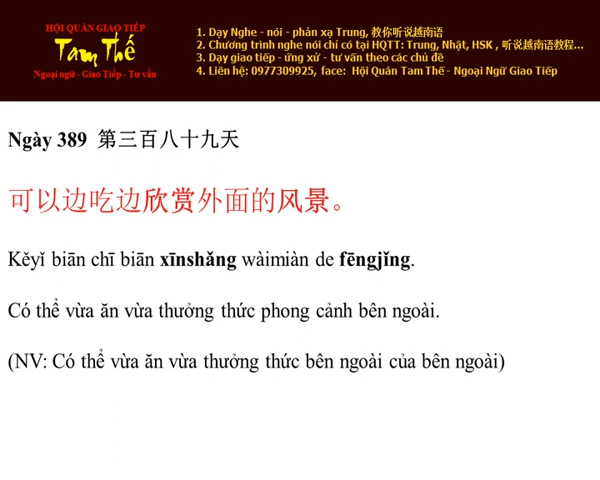 HỘI QUÁN GIAO TIẾP
Tam Thế
Ngoại ngữ - Giao Tiếp - Tư vấn
1. Dạy Nghe - nói - phản xạ Trung, 教你听说越南语
2. Chương trình nghe nói chỉ có tại HQTT: Trung, Nhật, HSK , 听说越南语教程...
3. Dạy giao tiếp - ứng xử - tư vấn theo các chủ đề
4. Liên hệ: 0977309925, face: Hội Quán Tam Thế - Ngoại Ngữ Giao Tiếp
Ngày 389 第三百八十九天
可以边吃边欣赏外面的风景。
Kěyǐ biān chī biān xīnshǎng wàimiàn de fēngjǐng.
Có thể vừa ăn vừa thưởng thức phong cảnh bên ngoài.
(NV: Có thể vừa ăn vừa thưởng thức bên ngoài của bên ngoài)